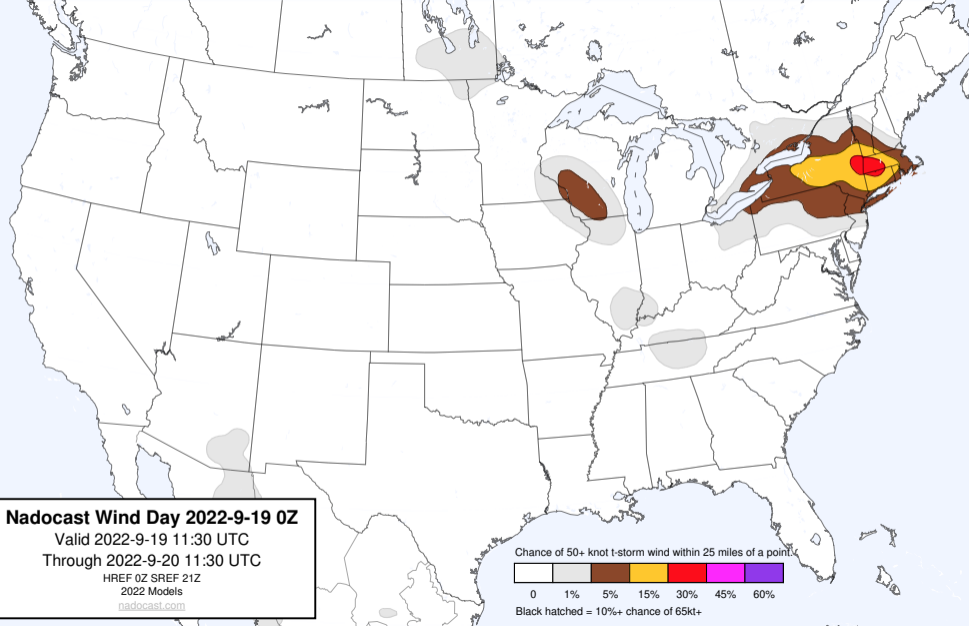 Nadocast Wind Day 2022-9-19 0Z
Valid 2022-9-19 11:30 UTC
Through 2022-9-20 11:30 UTC
HREF 0Z SREF 21Z
2022 Models
nadocast.com
Chance of 50+ knot t-storm wind within 25 miles of a point.
0 1% 5% 15% 30% 45% 60%
Black hatched = 10%+ chance of 65kt+